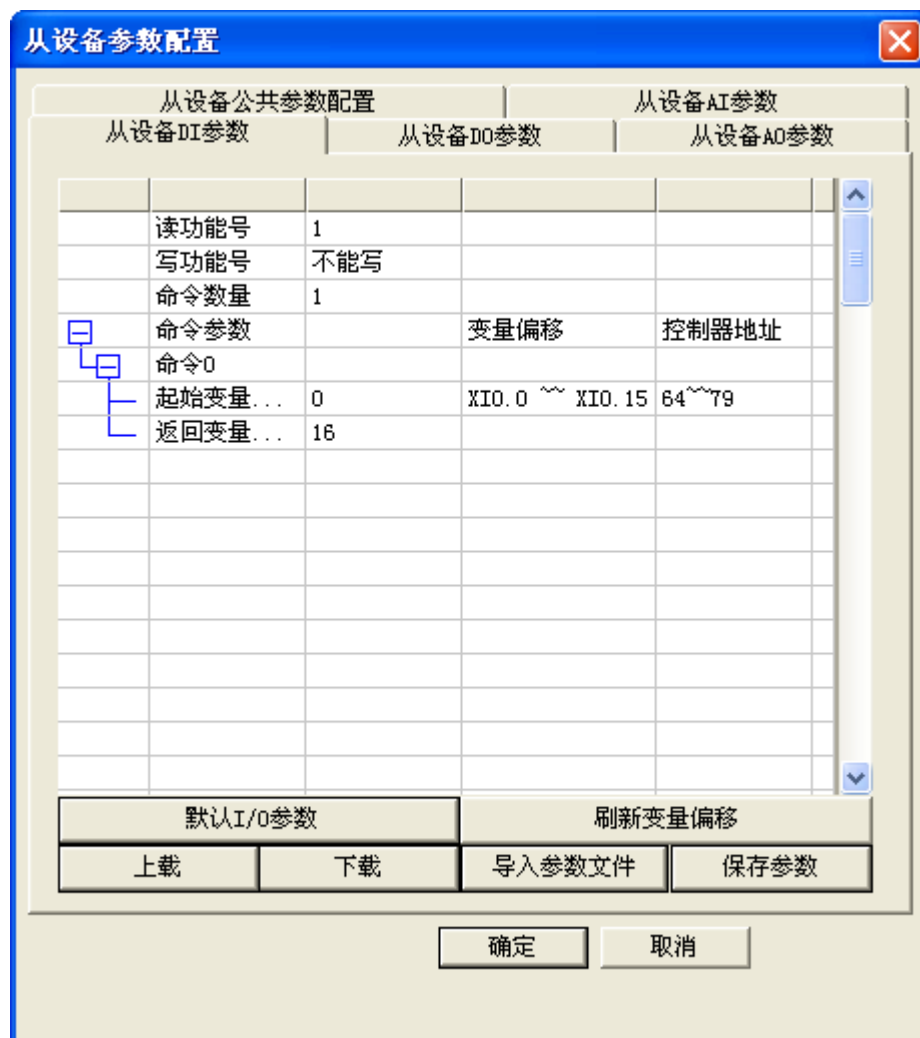 从设备参数配置
从设备公共参数配置 从设备AI参数
从设备DI参数 从设备DO参数 从设备AO参数
读功能号 1
写功能号 不能写
命令数量 1
命令参数 变量偏移 控制器地址
命令0
起始变量... 0 XI0.0 ~~ XI0.15 64~~79
返回变量... 16
默认I/O参数 刷新变量偏移
上载 下载 导入参数文件 保存参数
确定 取消